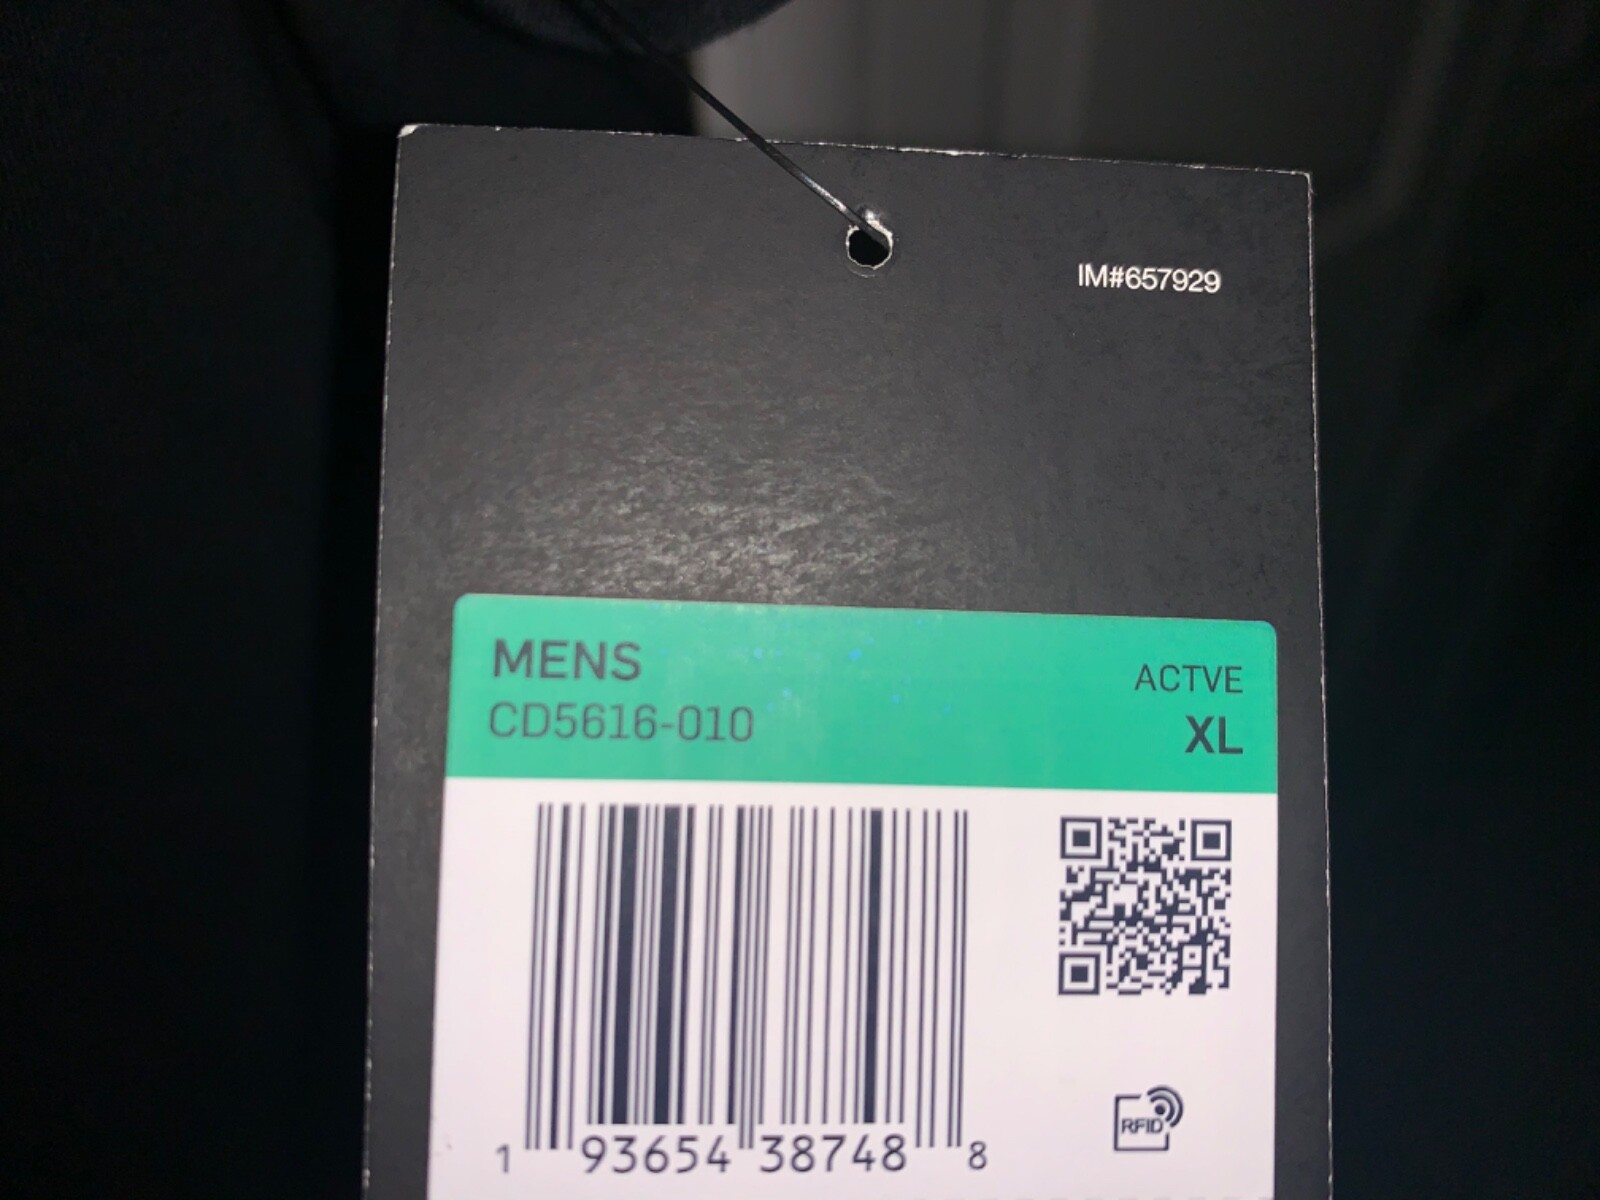 IM#657929
MENS
ACTVE
CD5616-010
XL
1 93654 38748 8
RFID